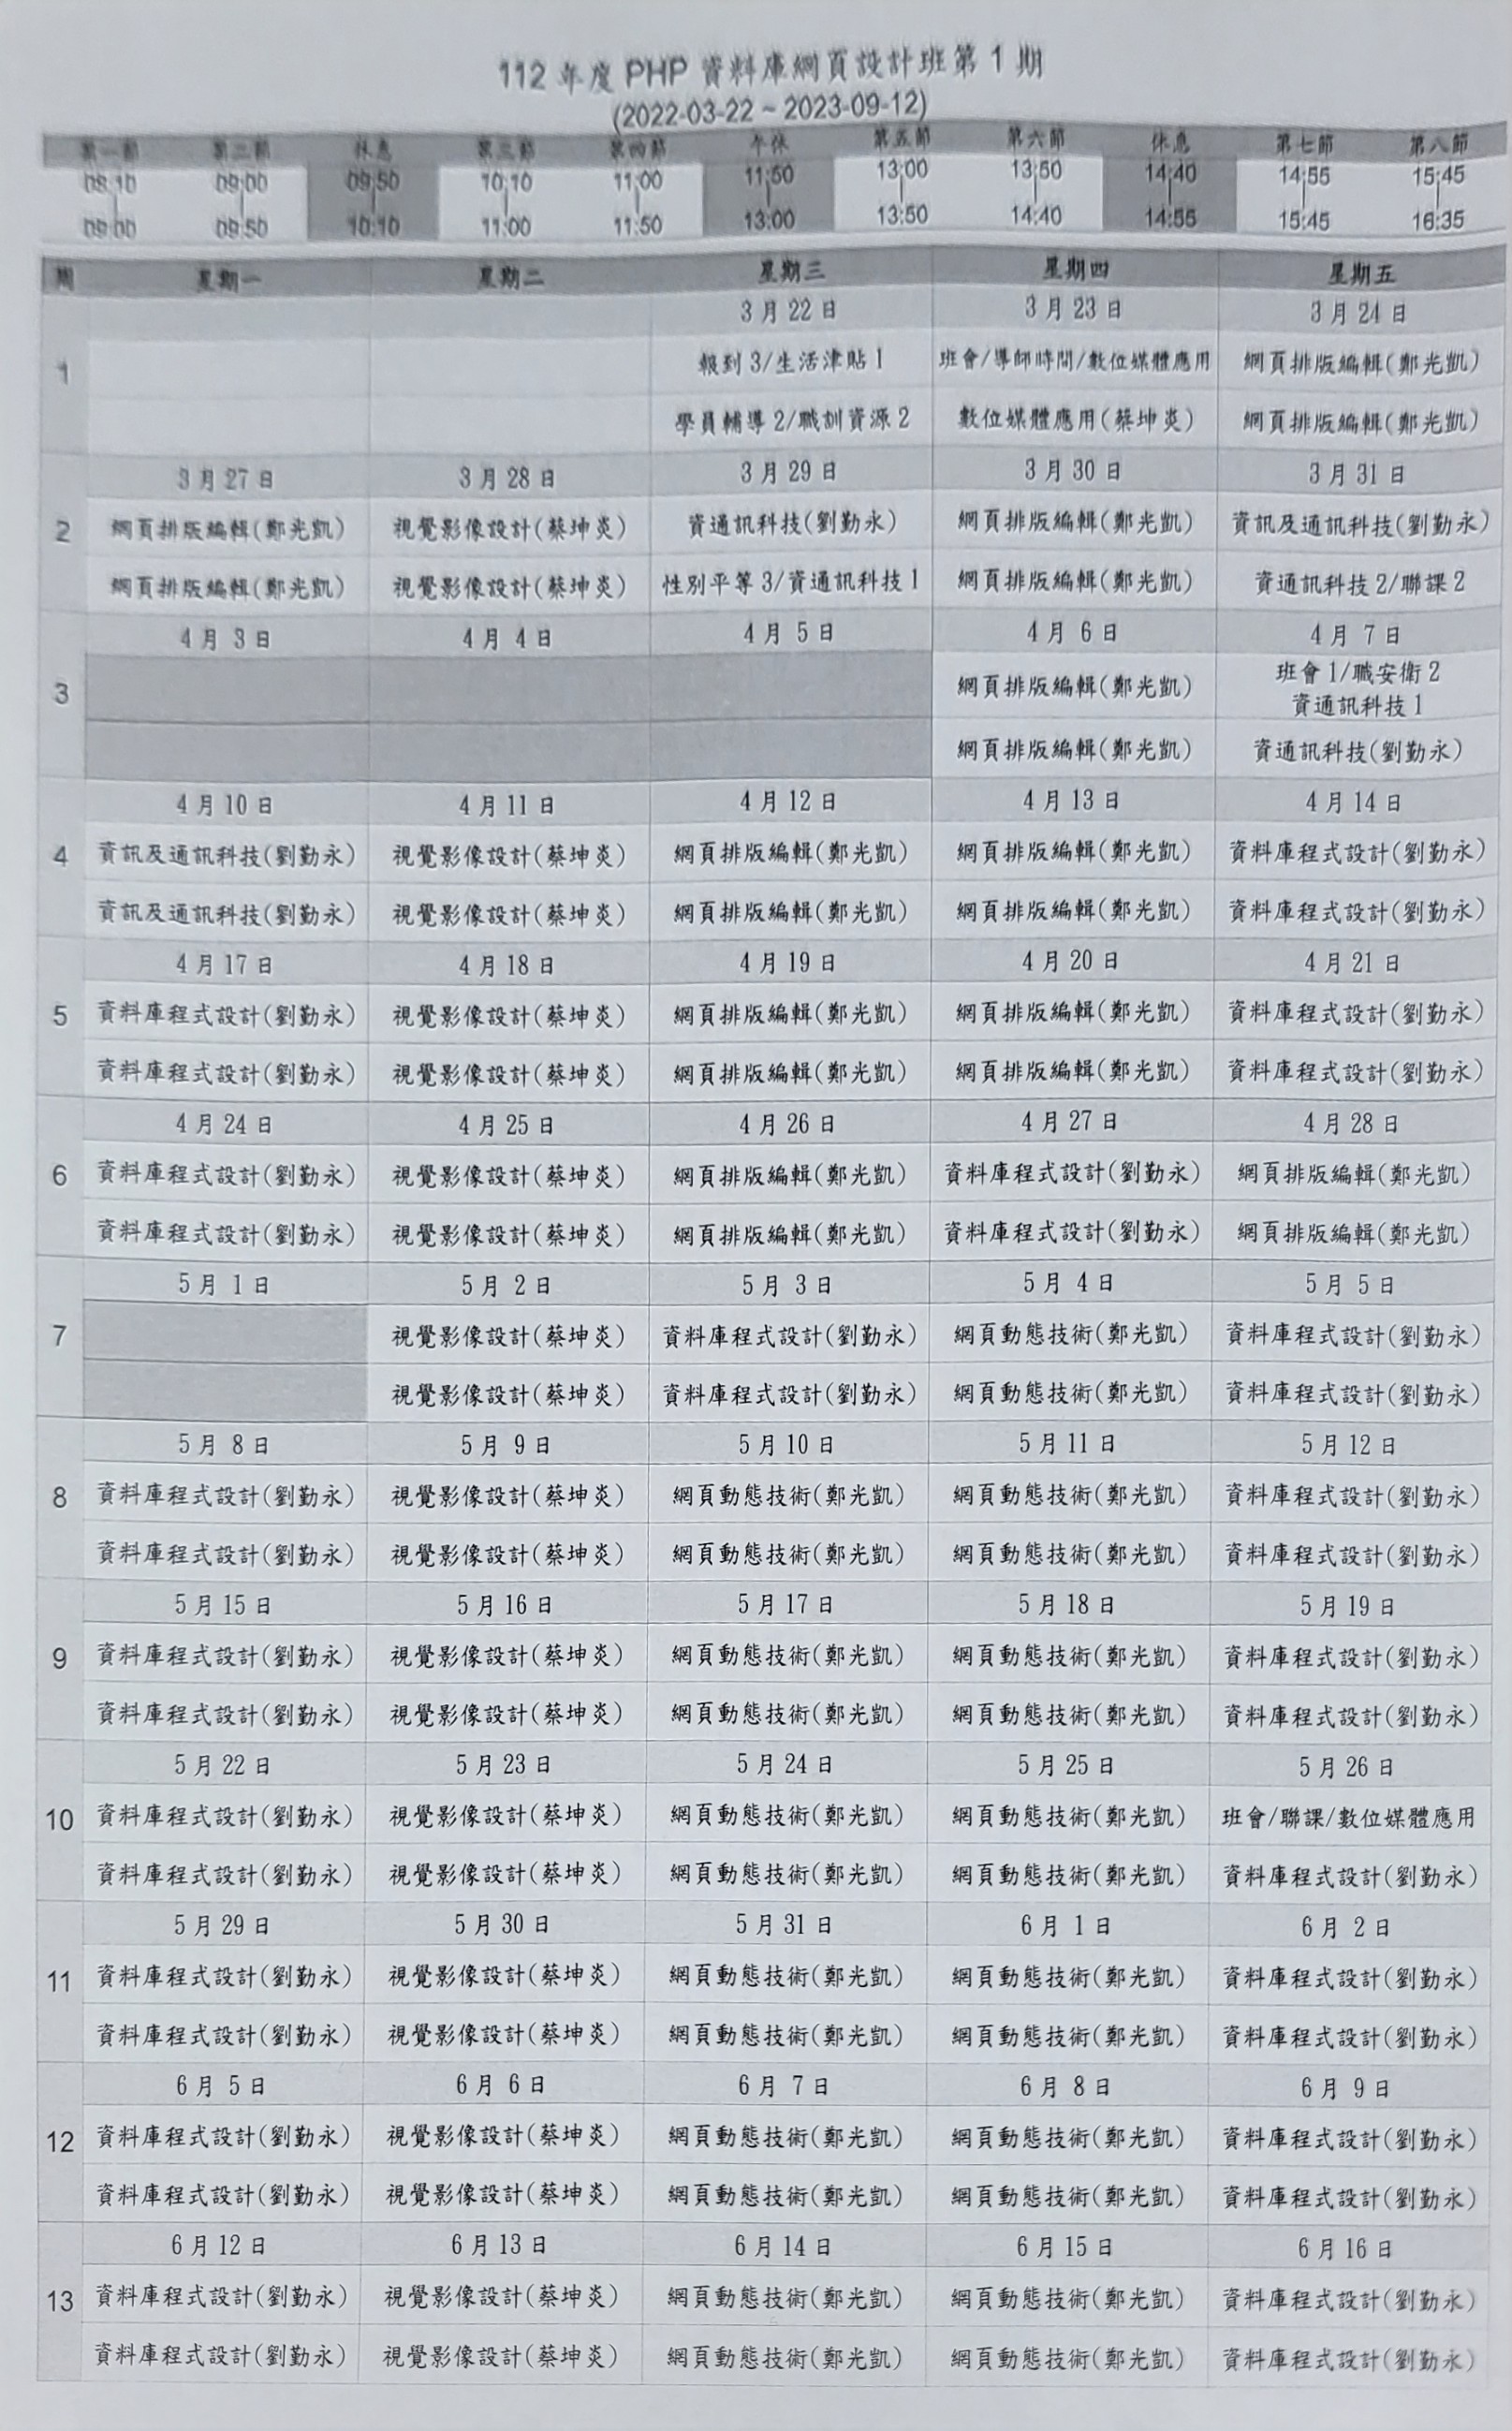 112 年度 PHP 資料庫網頁設計班第 1 期
(2022-03-22 ~ 2023-09-12)
第一節 第二節 休息 第三節 第四節 午休 第五節 第六節 休息 第七節 第八節
08:10 09:00 09:50 10:10 11:00 11:50 13:00 13:50 14:40 14:55 15:45
09:00 09:50 10:10 11:00 11:50 13:00 13:50 14:40 14:55 15:45 16:35
周 星期一 星期二 星期三 星期四 星期五
3 月 22 日 3 月 23 日 3 月 24 日
1 報到 3/生活津貼 1 班會/導師時間/數位媒體應用 網頁排版編輯(鄭光凱)
學員輔導 2/職訓資源 2 數位媒體應用(蔡坤炎) 網頁排版編輯(鄭光凱)
3 月 27 日 3 月 28 日 3 月 29 日 3 月 30 日 3 月 31 日
2 網頁排版編輯(鄭光凱) 視覺影像設計(蔡坤炎) 資通訊科技(劉勤永) 網頁排版編輯(鄭光凱) 資訊及通訊科技(劉勤永)
網頁排版編輯(鄭光凱) 視覺影像設計(蔡坤炎) 性別平等 3/資通訊科技 1 網頁排版編輯(鄭光凱) 資通訊科技 2/聯課 2
4 月 3 日 4 月 4 日 4 月 5 日 4 月 6 日 4 月 7 日
3 網頁排版編輯(鄭光凱) 班會 1/職安衛 2
資通訊科技 1
網頁排版編輯(鄭光凱) 資通訊科技(劉勤永)
4 月 10 日 4 月 11 日 4 月 12 日 4 月 13 日 4 月 14 日
4 資訊及通訊科技(劉勤永) 視覺影像設計(蔡坤炎) 網頁排版編輯(鄭光凱) 網頁排版編輯(鄭光凱) 資料庫程式設計(劉勤永)
資訊及通訊科技(劉勤永) 視覺影像設計(蔡坤炎) 網頁排版編輯(鄭光凱) 網頁排版編輯(鄭光凱) 資料庫程式設計(劉勤永)
4 月 17 日 4 月 18 日 4 月 19 日 4 月 20 日 4 月 21 日
5 資料庫程式設計(劉勤永) 視覺影像設計(蔡坤炎) 網頁排版編輯(鄭光凱) 網頁排版編輯(鄭光凱) 資料庫程式設計(劉勤永)
資料庫程式設計(劉勤永) 視覺影像設計(蔡坤炎) 網頁排版編輯(鄭光凱) 網頁排版編輯(鄭光凱) 資料庫程式設計(劉勤永)
4 月 24 日 4 月 25 日 4 月 26 日 4 月 27 日 4 月 28 日
6 資料庫程式設計(劉勤永) 視覺影像設計(蔡坤炎) 網頁排版編輯(鄭光凱) 資料庫程式設計(劉勤永) 網頁排版編輯(鄭光凱)
資料庫程式設計(劉勤永) 視覺影像設計(蔡坤炎) 網頁排版編輯(鄭光凱) 資料庫程式設計(劉勤永) 網頁排版編輯(鄭光凱)
5 月 1 日 5 月 2 日 5 月 3 日 5 月 4 日 5 月 5 日
7 視覺影像設計(蔡坤炎) 資料庫程式設計(劉勤永) 網頁動態技術(鄭光凱) 資料庫程式設計(劉勤永)
視覺影像設計(蔡坤炎) 資料庫程式設計(劉勤永) 網頁動態技術(鄭光凱) 資料庫程式設計(劉勤永)
5 月 8 日 5 月 9 日 5 月 10 日 5 月 11 日 5 月 12 日
8 資料庫程式設計(劉勤永) 視覺影像設計(蔡坤炎) 網頁動態技術(鄭光凱) 網頁動態技術(鄭光凱) 資料庫程式設計(劉勤永)
資料庫程式設計(劉勤永) 視覺影像設計(蔡坤炎) 網頁動態技術(鄭光凱) 網頁動態技術(鄭光凱) 資料庫程式設計(劉勤永)
5 月 15 日 5 月 16 日 5 月 17 日 5 月 18 日 5 月 19 日
9 資料庫程式設計(劉勤永) 視覺影像設計(蔡坤炎) 網頁動態技術(鄭光凱) 網頁動態技術(鄭光凱) 資料庫程式設計(劉勤永)
資料庫程式設計(劉勤永) 視覺影像設計(蔡坤炎) 網頁動態技術(鄭光凱) 網頁動態技術(鄭光凱) 資料庫程式設計(劉勤永)
5 月 22 日 5 月 23 日 5 月 24 日 5 月 25 日 5 月 26 日
10 資料庫程式設計(劉勤永) 視覺影像設計(蔡坤炎) 網頁動態技術(鄭光凱) 網頁動態技術(鄭光凱) 班會/聯課/數位媒體應用
資料庫程式設計(劉勤永) 視覺影像設計(蔡坤炎) 網頁動態技術(鄭光凱) 網頁動態技術(鄭光凱) 資料庫程式設計(劉勤永)
5 月 29 日 5 月 30 日 5 月 31 日 6 月 1 日 6 月 2 日
11 資料庫程式設計(劉勤永) 視覺影像設計(蔡坤炎) 網頁動態技術(鄭光凱) 網頁動態技術(鄭光凱) 資料庫程式設計(劉勤永)
資料庫程式設計(劉勤永) 視覺影像設計(蔡坤炎) 網頁動態技術(鄭光凱) 網頁動態技術(鄭光凱) 資料庫程式設計(劉勤永)
6 月 5 日 6 月 6 日 6 月 7 日 6 月 8 日 6 月 9 日
12 資料庫程式設計(劉勤永) 視覺影像設計(蔡坤炎) 網頁動態技術(鄭光凱) 網頁動態技術(鄭光凱) 資料庫程式設計(劉勤永)
資料庫程式設計(劉勤永) 視覺影像設計(蔡坤炎) 網頁動態技術(鄭光凱) 網頁動態技術(鄭光凱) 資料庫程式設計(劉勤永)
6 月 12 日 6 月 13 日 6 月 14 日 6 月 15 日 6 月 16 日
13 資料庫程式設計(劉勤永) 視覺影像設計(蔡坤炎) 網頁動態技術(鄭光凱) 網頁動態技術(鄭光凱) 資料庫程式設計(劉勤永)
資料庫程式設計(劉勤永) 視覺影像設計(蔡坤炎) 網頁動態技術(鄭光凱) 網頁動態技術(鄭光凱) 資料庫程式設計(劉勤永)